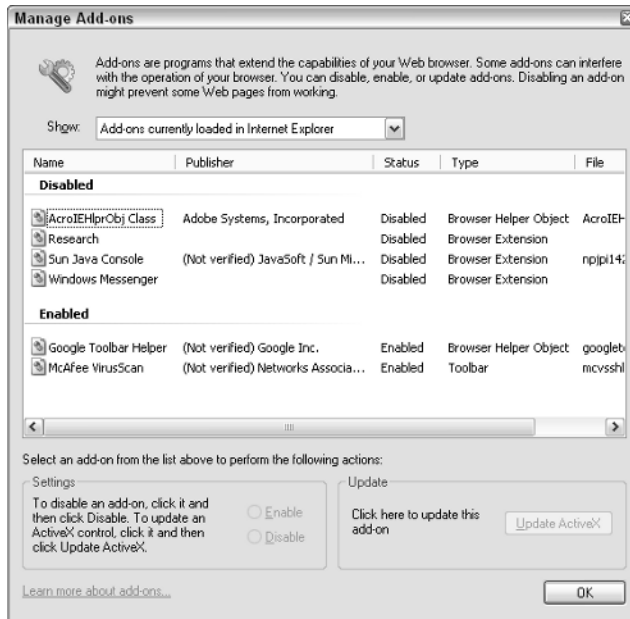 Manage Add-ons
Add-ons are programs that extend the capabilities of your Web browser. Some add-ons can interfere
with the operation of your browser. You can disable, enable, or update add-ons. Disabling an add-on
might prevent some Web pages from working.
Show: Add-ons currently loaded in Internet Explorer
Name Publisher Status Type File
Disabled
AcroIEHlprObj Class Adobe Systems, Incorporated Disabled Browser Helper Object AcroIEH
Research Disabled Browser Extension
Sun Java Console (Not verified) JavaSoft / Sun Mi... Disabled Browser Extension npjpi142
Windows Messenger Disabled Browser Extension
Enabled
Google Toolbar Helper (Not verified) Google Inc. Enabled Browser Helper Object googlet
McAfee VirusScan (Not verified) Networks Associa... Enabled Toolbar mcvsshl
Select an add-on from the list above to perform the following actions:
Settings
To disable an add-on, click it and
then click Disable. To update an
ActiveX control, click it and then
click Update ActiveX.
Enable
Disable
Update
Click here to update this
add-on
Update ActiveX
Learn more about add-ons...
OK